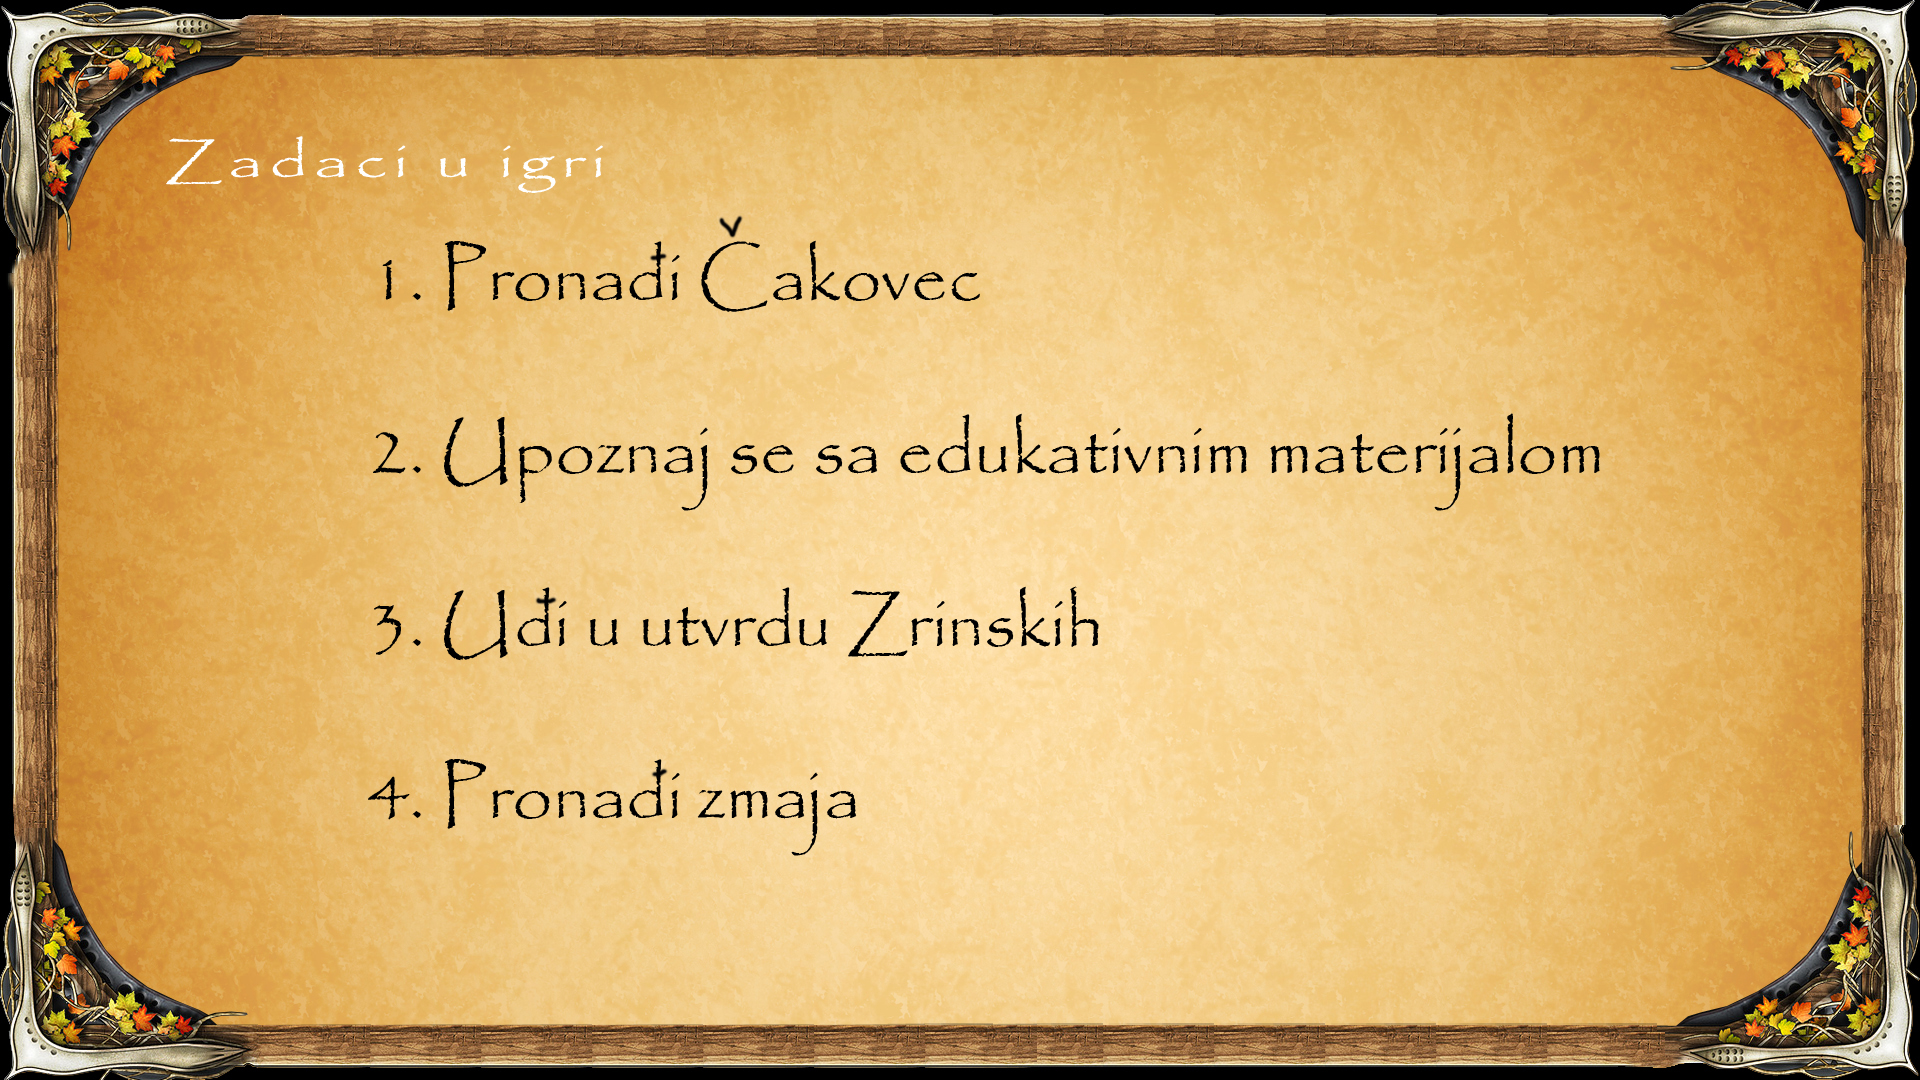 Zadaci u igri
1. Pronađi Čakovec
2. Upoznaj se sa edukativnim materijalom
3. Uđi u utvrdu Zrinskih
4. Pronađi zmaja